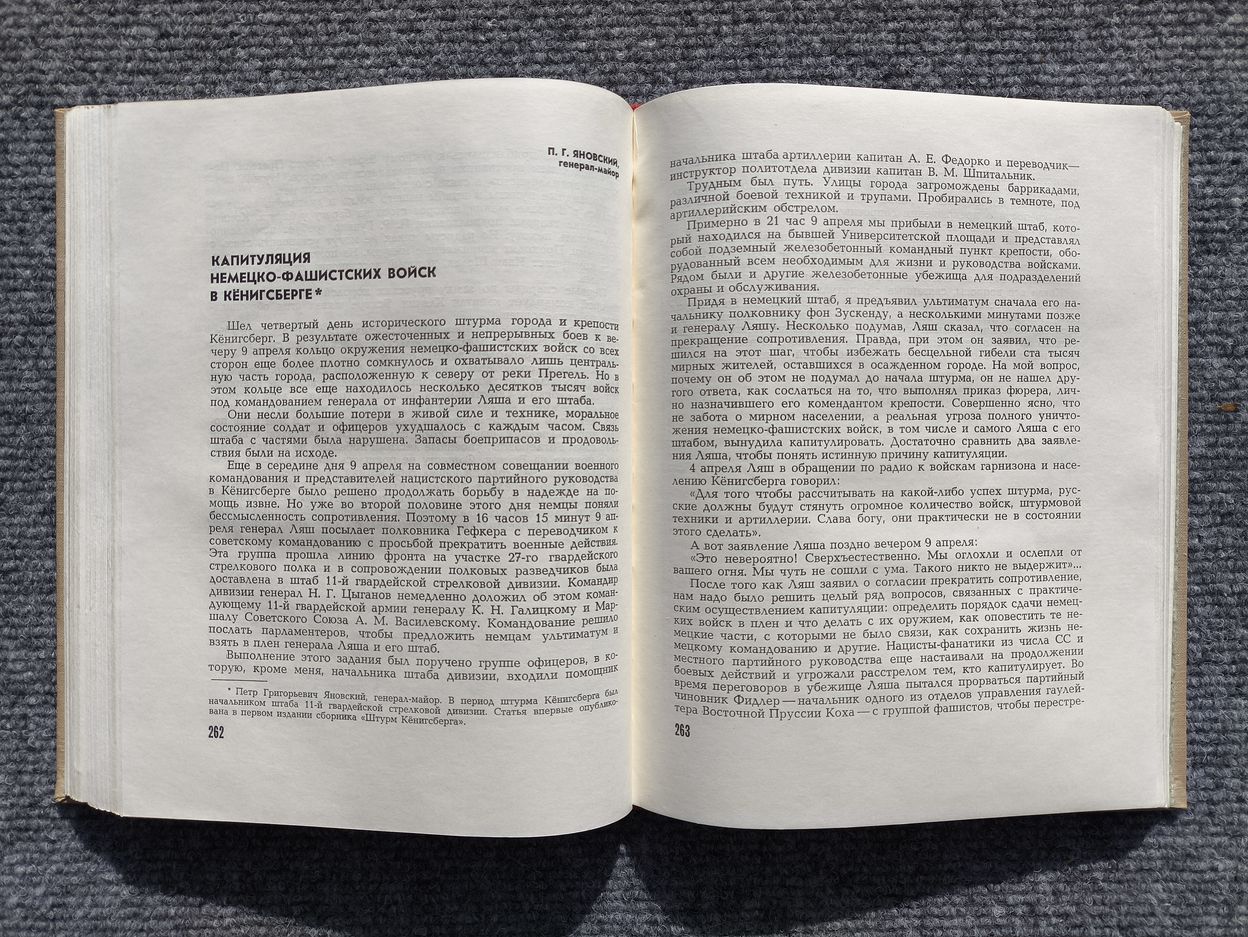 П. Г. ЯНОВСКИЙ,
генерал-майор
КАПИТУЛЯЦИЯ
НЕМЕЦКО-ФАШИСТСКИХ ВОЙСК
В КЁНИГСБЕРГЕ*
Шел четвертый день исторического штурма города и крепости
Кёнигсберг. В результате ожесточенных и непрерывных боев к ве-
черу 9 апреля кольцо окружения немецко-фашистских войск со всех
сторон еще более плотно сомкнулось и охватывало лишь централь-
ную часть города, расположенную к северу от реки Прегель. Но в
этом кольце все еще находилось несколько десятков тысяч войск
под командованием генерала от инфантерии Ляша и его штаба.
Они несли большие потери в живой силе и технике, моральное
состояние солдат и офицеров ухудшалось с каждым часом. Связь
штаба с частями была нарушена. Запасы боеприпасов и продоволь-
ствия были на исходе.
Еще в середине дня 9 апреля на совместном совещании военного
командования и представителей нацистского партийного руководства
в Кёнигсберге было решено продолжать борьбу в надежде на по-
мощь извне. Но уже во второй половине этого дня немцы поняли
бессмысленность сопротивления. Поэтому в 16 часов 15 минут 9 ап-
реля генерал Ляш посылает полковника Гефкера с переводчиком к
советскому командованию с просьбой прекратить военные действия.
Эта группа прошла линию фронта на участке 27-го гвардейского
стрелкового полка и в сопровождении полковых разведчиков была
доставлена в штаб 11-й гвардейской стрелковой дивизии. Командир
дивизии генерал Н. Г. Цыганов немедленно доложил об этом коман-
дующему 11-й гвардейской армии генералу К. Н. Галицкому и Мар-
шалу Советского Союза А. М. Василевскому. Командование решило
послать парламентеров, чтобы предложить немцам ультиматум и
взять в плен генерала Ляша и его штаб.
Выполнение этого задания был поручено группе офицеров, в ко-
торую, кроме меня, начальника штаба дивизии, входили помощник
* Петр Григорьевич Яновский, генерал-майор. В период штурма Кёнигсберга был
начальником штаба 11-й гвардейской стрелковой дивизии. Статья впервые опублико-
вана в первом издании сборника «Штурм Кёнигсберга».
262
начальника штаба артиллерии капитан А. Е. Федорко и переводчик—
инструктор политотдела дивизии капитан В. М. Шпитальник.
Трудным был путь. Улицы города загромождены баррикадами,
различной боевой техникой и трупами. Пробирались в темноте, под
артиллерийским обстрелом.
Примерно в 21 час 9 апреля мы прибыли в немецкий штаб, кото-
рый находился на бывшей Университетской площади и представлял
собой подземный железобетонный командный пункт крепости, обо-
рудованный всем необходимым для жизни и руководства войсками.
Рядом были и другие железобетонные убежища для подразделений
охраны и обслуживания.
Придя в немецкий штаб, я предъявил ультиматум сначала его на-
чальнику полковнику фон Зускенду, а несколькими минутами позже
и генералу Ляшу. Несколько подумав, Ляш сказал, что согласен на
прекращение сопротивления. Правда, при этом он заявил, что ре-
шился на этот шаг, чтобы избежать бесцельной гибели ста тысяч
мирных жителей, оставшихся в осажденном городе. На мой вопрос,
почему он об этом не подумал до начала штурма, он не нашел дру-
гого ответа, как сослаться на то, что выполнял приказ фюрера, лич-
но назначившего его комендантом крепости. Совершенно ясно, что
не забота о мирном населении, а реальная угроза полного уничто-
жения немецко-фашистских войск, в том числе и самого Ляша с его
штабом, вынудила капитулировать. Достаточно сравнить два заявле-
ния Ляша, чтобы понять истинную причину капитуляции.
4 апреля Ляш в обращении по радио к войскам гарнизона и насе-
лению Кёнигсберга говорил:
«Для того чтобы рассчитывать на какой-либо успех штурма, рус-
ские должны будут стянуть огромное количество войск, штурмовой
техники и артиллерии. Слава богу, они практически не в состоянии
этого сделать».
А вот заявление Ляша поздно вечером 9 апреля:
«Это невероятно! Сверхъестественно. Мы оглохли и ослепли от
вашего огня. Мы чуть не сошли с ума. Такого никто не выдержит»...
После того как Ляш заявил о согласии прекратить сопротивление,
нам надо было решить целый ряд вопросов, связанных с практиче-
ским осуществлением капитуляции: определить порядок сдачи немец-
ких войск в плен и что делать с их оружием, как оповестить те не-
мецкие части, с которыми не было связи, как сохранить жизнь не-
мецкому командованию и другие. Нацисты-фанатики из числа СС и
местного партийного руководства еще настаивали на продолжении
боевых действий и угрожали расстрелом тем, кто капитулирует. Во
время переговоров в убежище Ляша пытался прорваться партийный
чиновник Фидлер — начальник одного из отделов управления гаулей-
тера Восточной Пруссии Коха — с группой фашистов, чтобы перестре-
263